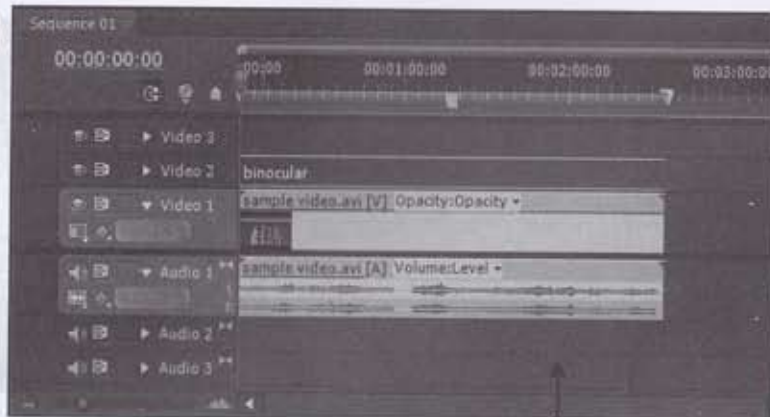 Sequence 01
00:00:00:00
00:00 00:01:00:00 00:02:00:00 00:03:00:0
Video 3
Video 2 binocular
Video 1 sample video.avi [V] Opacity:Opacity
Audio 1 sample video.avi [A] Volume:Level
Audio 2
Audio 3